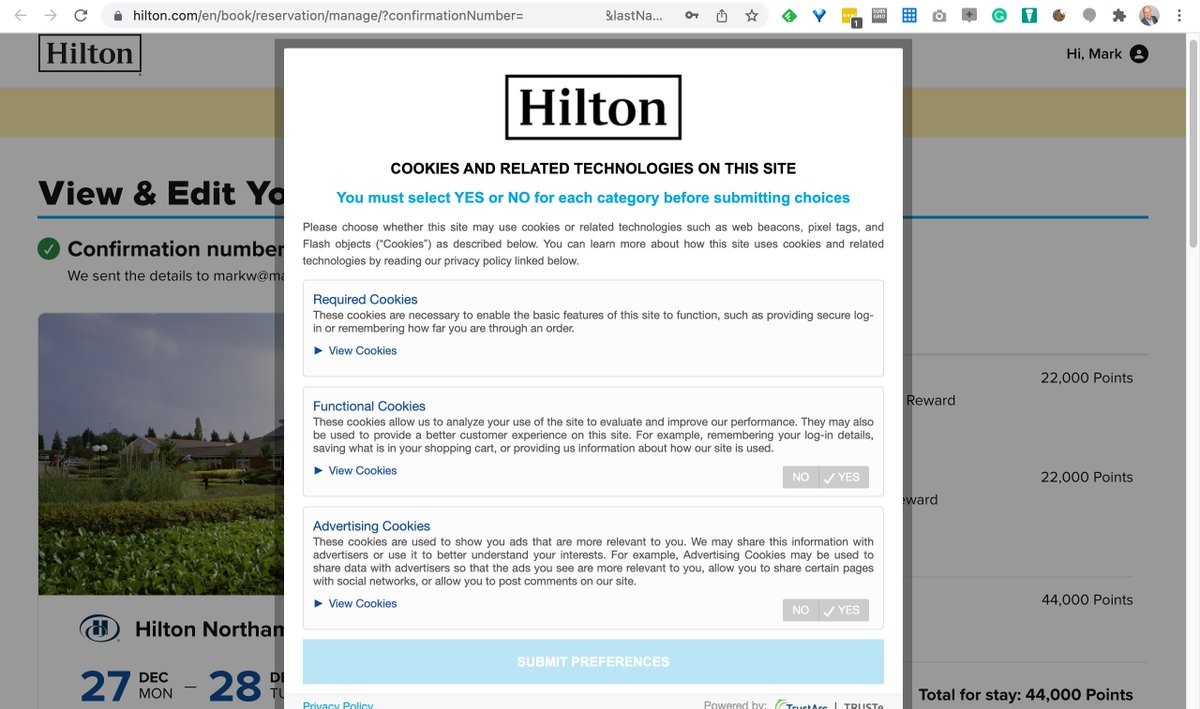 hilton.com/en/book/reservation/manage/?confirmationNumber=
&lastNa...
1
SUBS
GRID
Hilton
Hi, Mark
View & Edit Yo
Confirmation number
We sent the details to markw@ma
Hilton
COOKIES AND RELATED TECHNOLOGIES ON THIS SITE
You must select YES or NO for each category before submitting choices
Please choose whether this site may use cookies or related technologies such as web beacons, pixel tags, and
Flash objects ("Cookies") as described below. You can learn more about how this site uses cookies and related
technologies by reading our privacy policy linked below.
Required Cookies
These cookies are necessary to enable the basic features of this site to function, such as providing secure log-
in or remembering how far you are through an order.
View Cookies
Functional Cookies
These cookies allow us to analyze your use of the site to evaluate and improve our performance. They may also
be used to provide a better customer experience on this site. For example, remembering your log-in details,
saving what is in your shopping cart, or providing us information about how our site is used.
View Cookies
NO YES
Advertising Cookies
These cookies are used to show you ads that are more relevant to you. We may share this information with
advertisers or use it to better understand your interests. For example, Advertising Cookies may be used to
share data with advertisers so that the ads you see are more relevant to you, allow you to share certain pages
with social networks, or allow you to post comments on our site.
View Cookies
NO YES
SUBMIT PREFERENCES
Privacy Policy
Powered by: TrustArc | TRUSTe
22,000 Points
Reward
22,000 Points
eward
44,000 Points
Total for stay: 44,000 Points
Hilton Northam
27 DEC MON – 28 DE TU